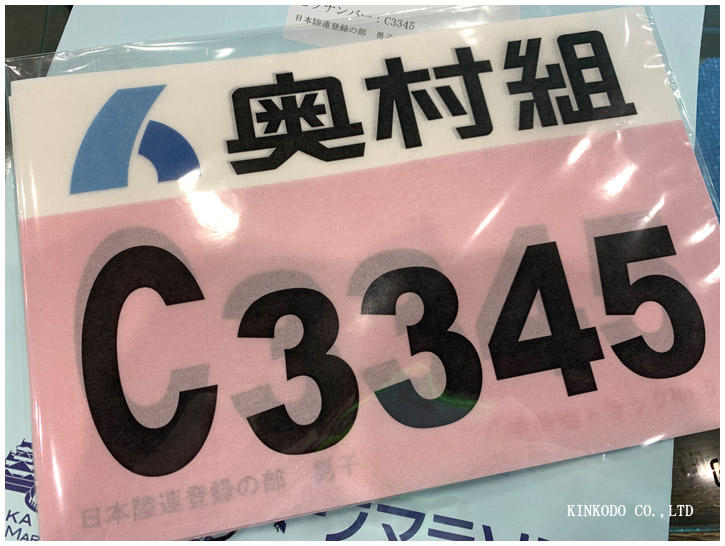 ナンバー：C3345
日本陸連登録の部 男子
奥村組
C3345
日本陸連登録の部 男子
KINKODO CO.,LTD